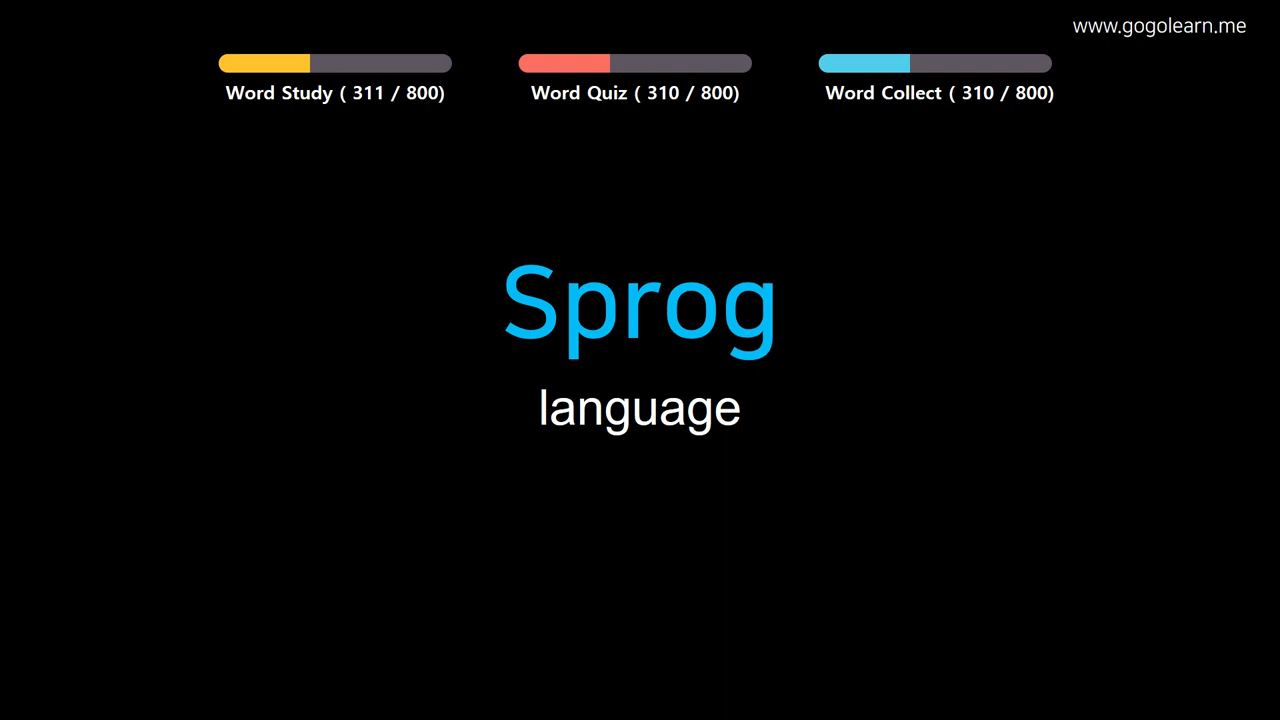 www.gogolearn.me
Word Study ( 311 / 800)
Word Quiz ( 310 / 800)
Word Collect ( 310 / 800)
Sprog
language